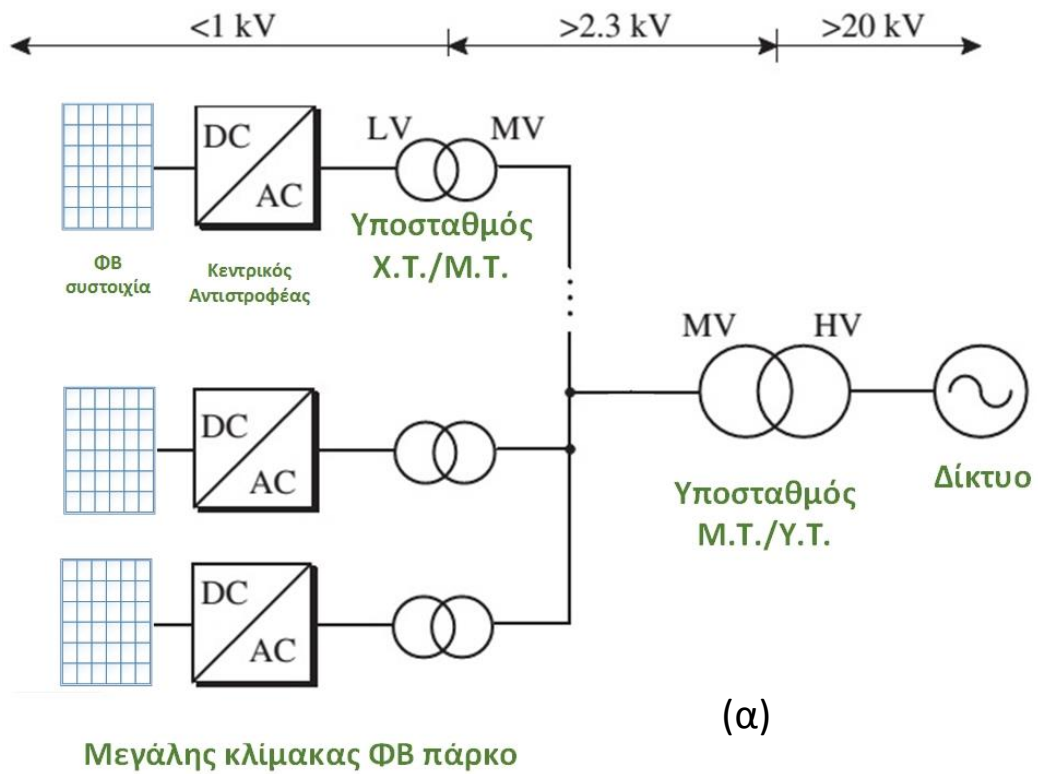 <1 kV
>2.3 kV
>20 kV
DC
AC
LV
MV
Υποσταθμός
Χ.Τ./Μ.Τ.
ΦΒ
συστοιχία
Κεντρικός
Αντιστροφέας
MV
HV
DC
AC
Υποσταθμός
Μ.Τ./Υ.Τ.
Δίκτυο
DC
AC
(α)
Μεγάλης κλίμακας ΦΒ πάρκο